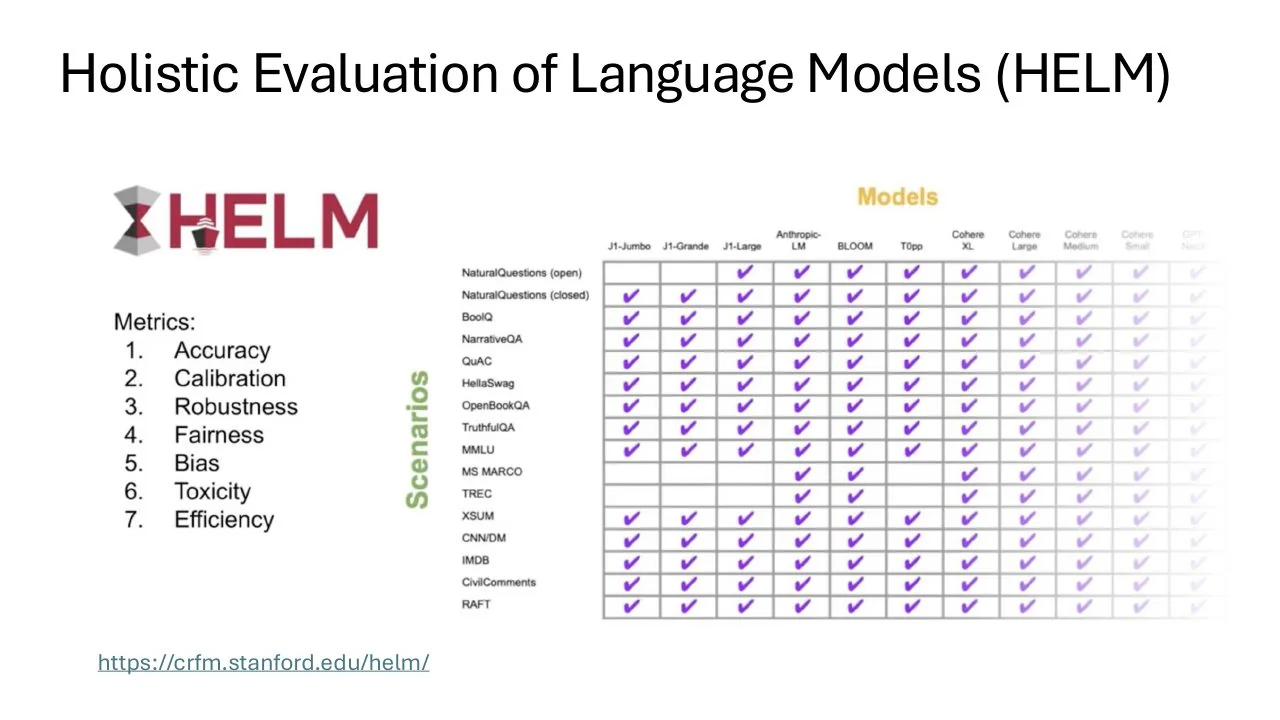 Holistic Evaluation of Language Models (HELM)
HELM
Metrics:
1. Accuracy
2. Calibration
3. Robustness
4. Fairness
5. Bias
6. Toxicity
7. Efficiency
https://crfm.stanford.edu/helm/
Models
Scenarios
J1-Jumbo J1-Grande J1-Large Anthropic-LM BLOOM T0pp Cohere XL Cohere Large Cohere Medium Cohere Small GPT-
NaturalQuestions (open) ✔ ✔ ✔ ✔ ✔ ✔ ✔ ✔ ✔
NaturalQuestions (closed) ✔ ✔ ✔ ✔ ✔ ✔ ✔ ✔ ✔ ✔ ✔
BoolQ ✔ ✔ ✔ ✔ ✔ ✔ ✔ ✔ ✔ ✔ ✔
NarrativeQA ✔ ✔ ✔ ✔ ✔ ✔ ✔ ✔ ✔ ✔ ✔
QuAC ✔ ✔ ✔ ✔ ✔ ✔ ✔ ✔ ✔ ✔ ✔
HellaSwag ✔ ✔ ✔ ✔ ✔ ✔ ✔ ✔ ✔ ✔ ✔
OpenBookQA ✔ ✔ ✔ ✔ ✔ ✔ ✔ ✔ ✔ ✔ ✔
TruthfulQA ✔ ✔ ✔ ✔ ✔ ✔ ✔ ✔ ✔ ✔ ✔
MMLU ✔ ✔ ✔ ✔ ✔ ✔ ✔ ✔ ✔ ✔ ✔
MS MARCO ✔ ✔ ✔ ✔ ✔ ✔ ✔
TREC ✔ ✔ ✔ ✔ ✔ ✔ ✔
XSUM ✔ ✔ ✔ ✔ ✔ ✔ ✔ ✔ ✔ ✔ ✔
CNN/DM ✔ ✔ ✔ ✔ ✔ ✔ ✔ ✔ ✔ ✔ ✔
IMDB ✔ ✔ ✔ ✔ ✔ ✔ ✔ ✔ ✔ ✔ ✔
CivilComments ✔ ✔ ✔ ✔ ✔ ✔ ✔ ✔ ✔ ✔ ✔
RAFT ✔ ✔ ✔ ✔ ✔ ✔ ✔ ✔ ✔ ✔ ✔